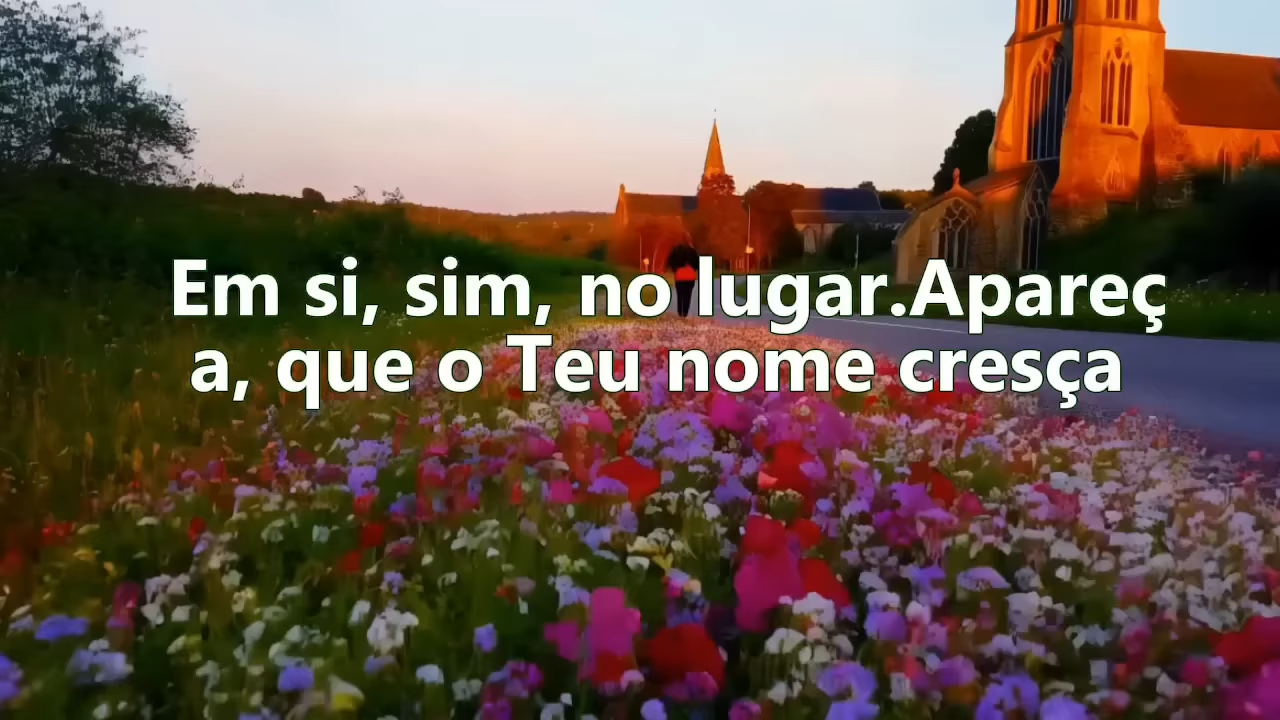 Em si, sim, no lugar.Apareç
a, que o Teu nome cresça